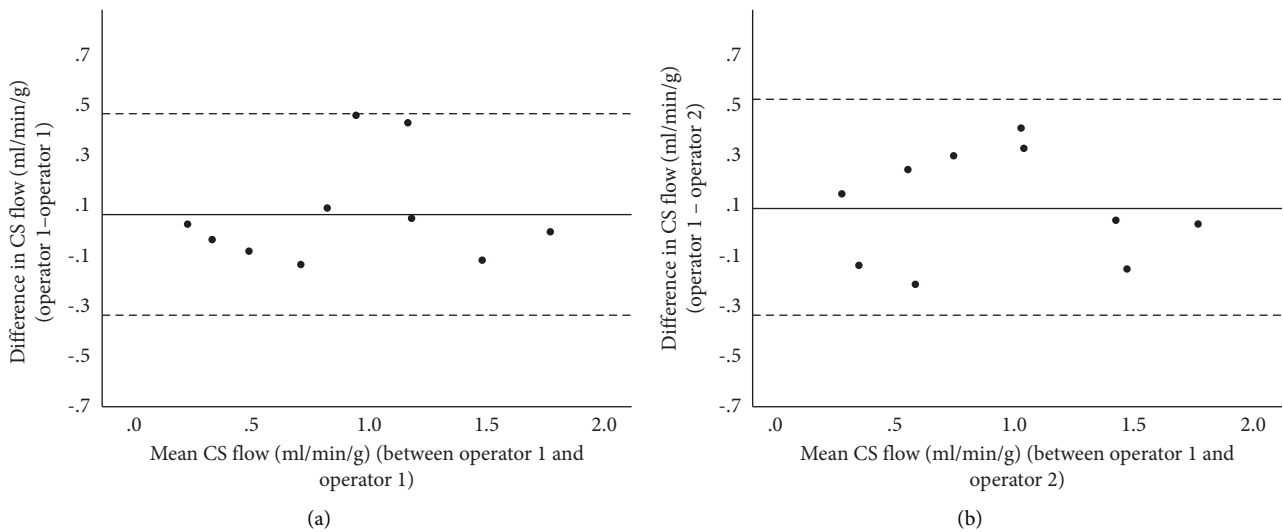 Difference in CS flow (ml/min/g)
(operator 1–operator 1)
.7
.5
.3
.1
-.1
-.3
-.5
-.7
.0
.5
1.0
1.5
2.0
Mean CS flow (ml/min/g) (between operator 1 and
operator 1)
(a)
Difference in CS flow (ml/min/g)
(operator 1 – operator 2)
.7
.5
.3
.1
-.1
-.3
-.5
-.7
.0
.5
1.0
1.5
2.0
Mean CS flow (ml/min/g) (between operator 1 and
operator 2)
(b)